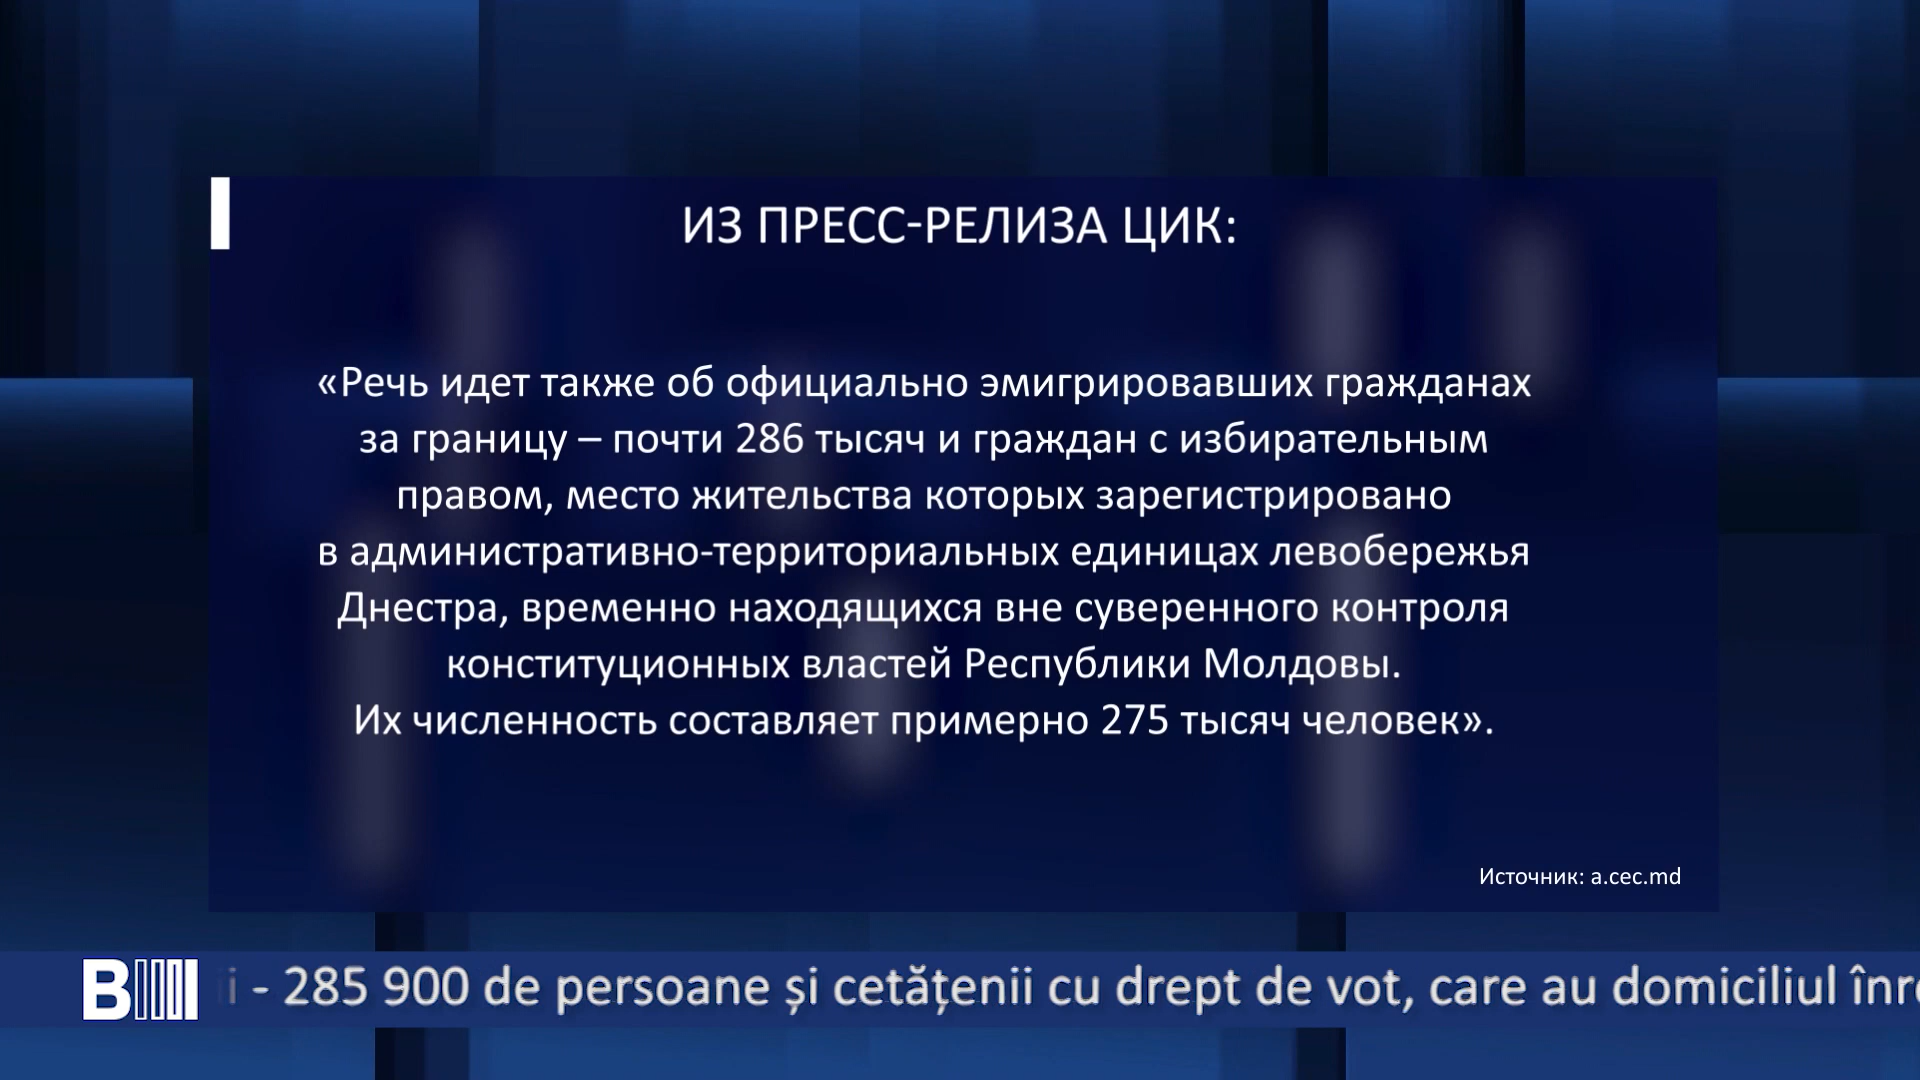 ИЗ ПРЕСС-РЕЛИЗА ЦИК:
«Речь идет также об официально эмигрировавших гражданах
за границу – почти 286 тысяч и граждан с избирательным
правом, место жительства которых зарегистрировано
в административно-территориальных единицах левобережья
Днестра, временно находящихся вне суверенного контроля
конституционных властей Республики Молдовы.
Их численность составляет примерно 275 тысяч человек».
Источник: a.cec.md
B
- 285 900 de persoane și cetățenii cu drept de vot, care au domiciliul